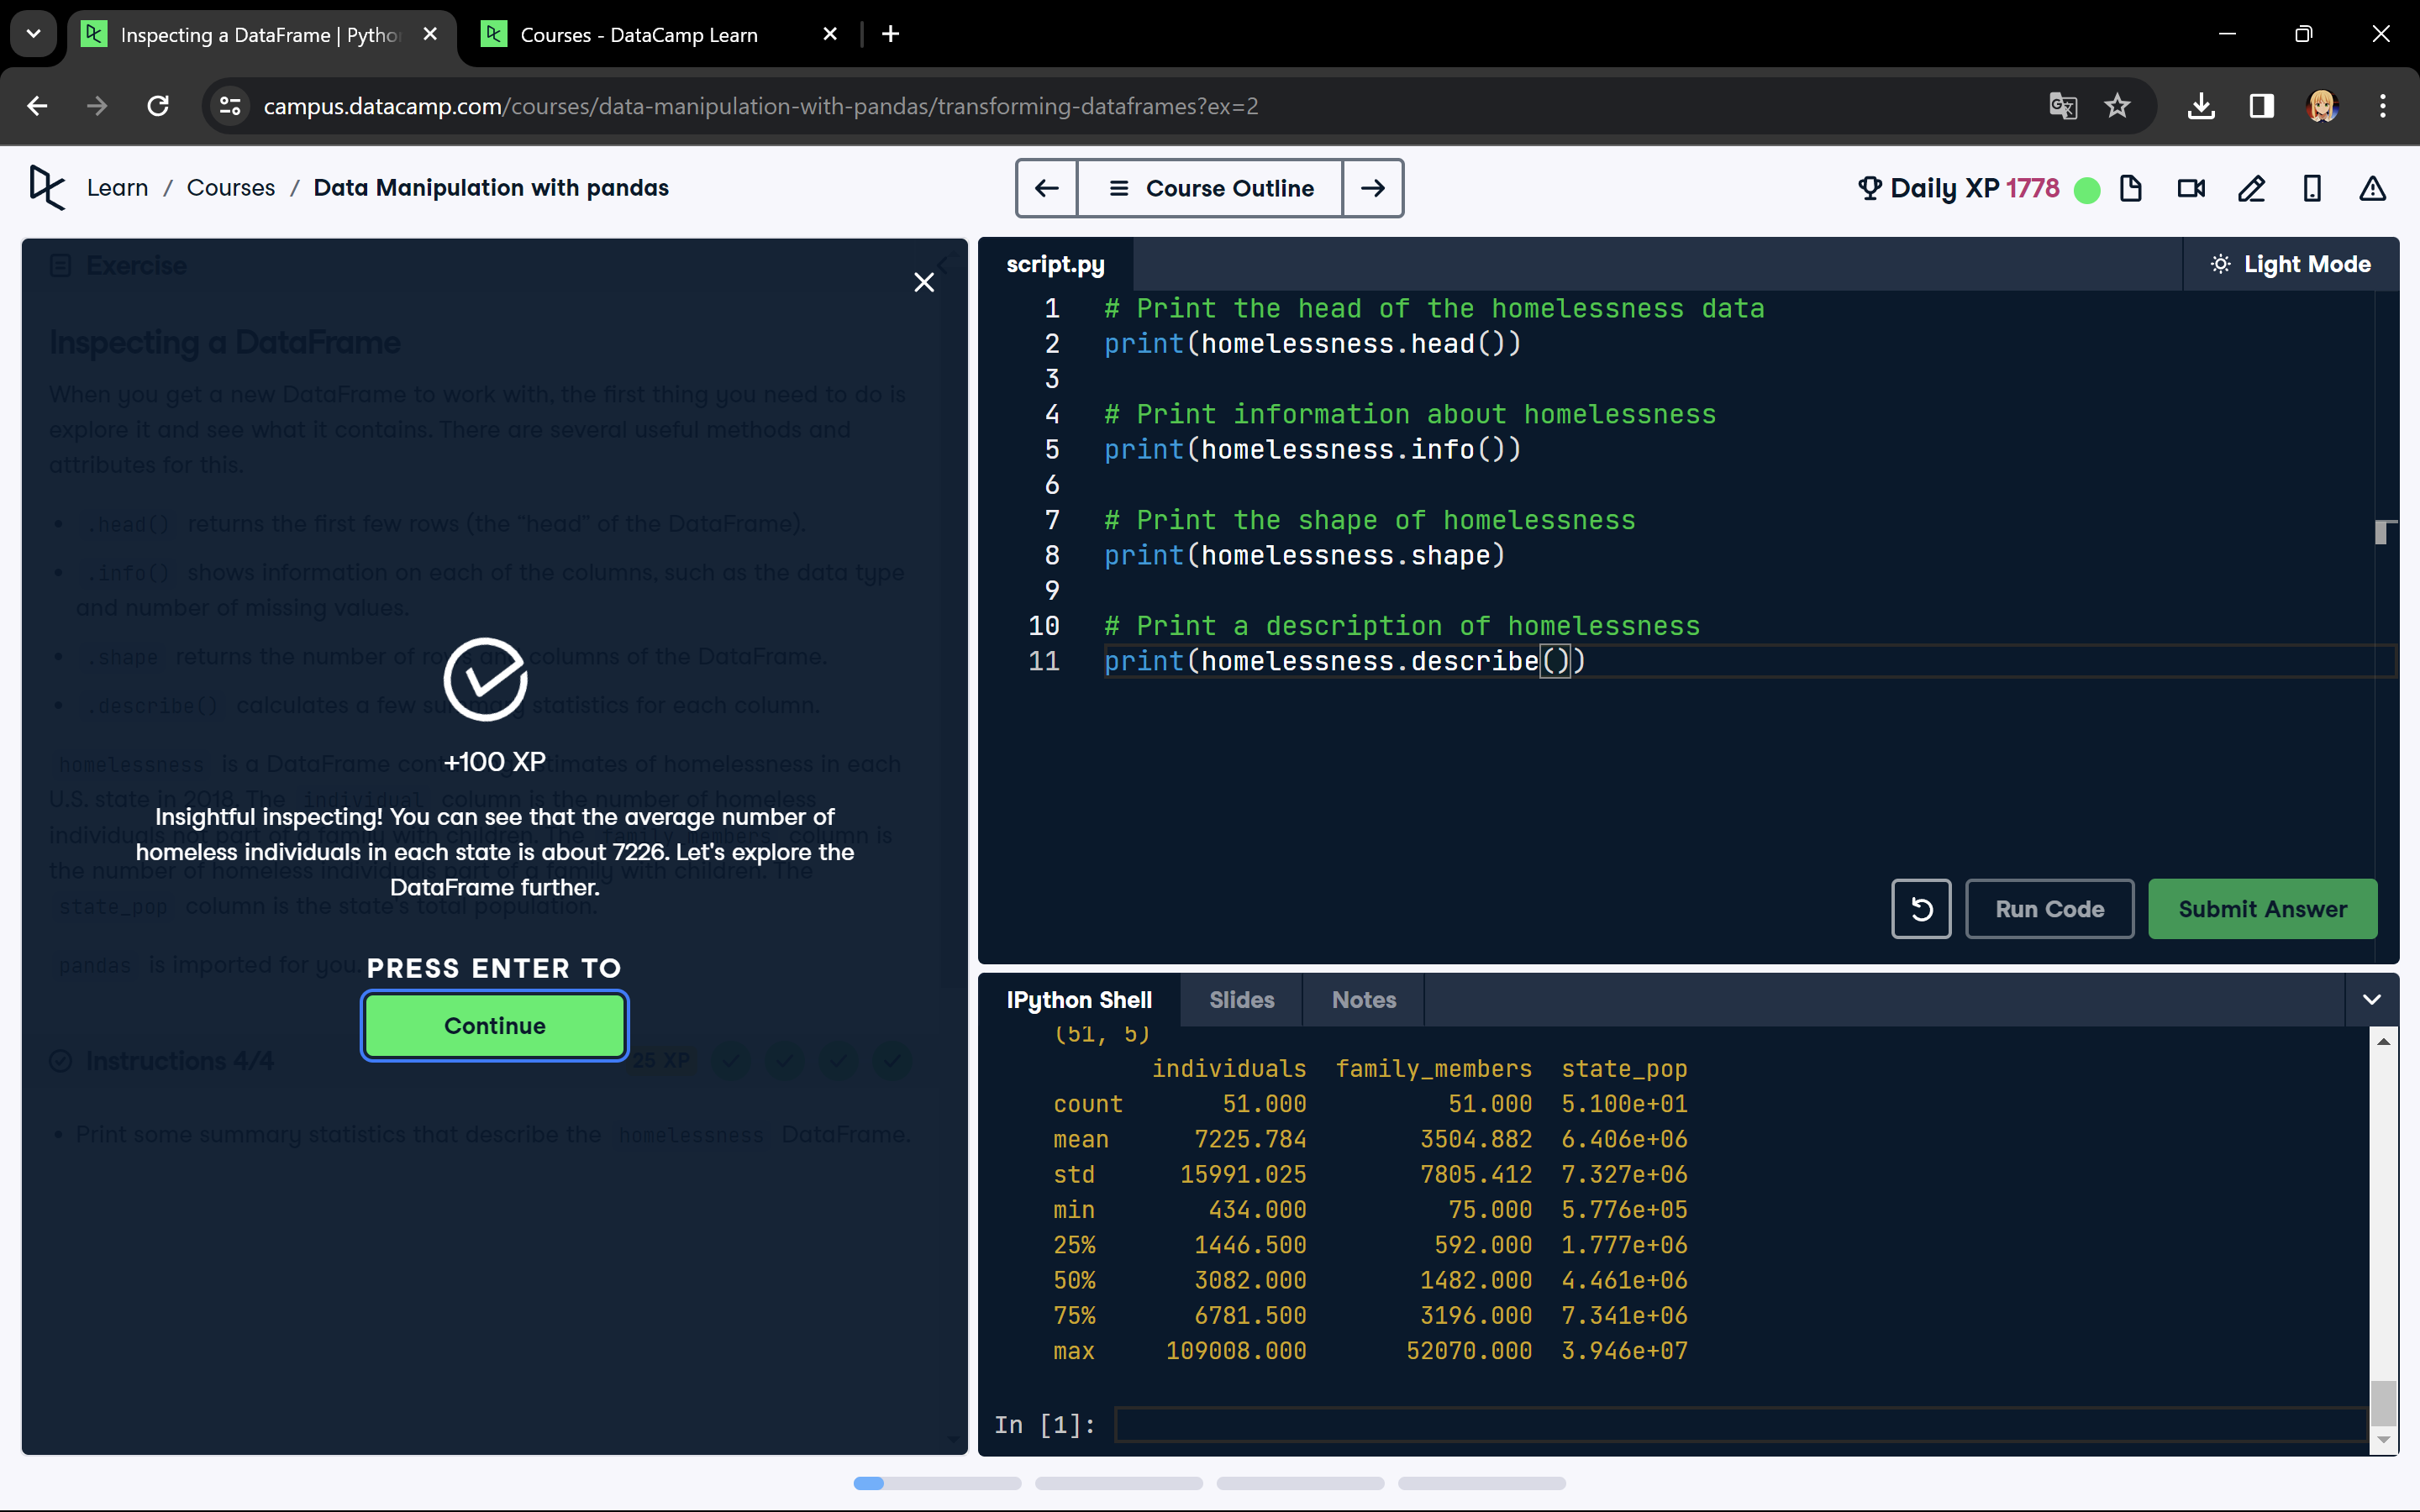 Inspecting a DataFrame | Pytho
Courses - DataCamp Learn
campus.datacamp.com/courses/data-manipulation-with-pandas/transforming-dataframes?ex=2
Learn / Courses / Data Manipulation with pandas
Course Outline
Daily XP 1778
Exercise
Inspecting a DataFrame
When you get a new DataFrame to work with, the first thing you need to do is
explore it and see what it contains. There are several useful methods and
attributes for this.
• .head() returns the first few rows (the "head" of the DataFrame).
• .info() shows information on each of the columns, such as the data type
and number of missing values.
• .shape returns the number of rows and columns of the DataFrame.
• .describe() calculates a few summary statistics for each column.
+100 XP
homelessness is a DataFrame estimates of homelessness in each
U.S. state in 2018. The individual column is the number of homeless
Insightful inspecting! You can see that the average number of
individuals not part of a family with children. The family_members column is
homeless individuals in each state is about 7226. Let's explore the
the number of homeless individuals part of a family with children. The
DataFrame further.
state_pop column is the state's total population.
pandas is imported for you.
PRESS ENTER TO
Continue
Instructions 4/4
25 XP
• Print some summary statistics that describe the homelessness DataFrame.
script.py
Light Mode
1 # Print the head of the homelessness data
2 print(homelessness.head())
3
4 # Print information about homelessness
5 print(homelessness.info())
6
7 # Print the shape of homelessness
8 print(homelessness.shape)
9
10 # Print a description of homelessness
11 print(homelessness.describe())
Run Code
Submit Answer
IPython Shell
Slides
Notes
(51, 5)
individuals family_members state_pop
count 51.000 51.000 5.100e+01
mean 7225.784 3504.882 6.406e+06
std 15991.025 7805.412 7.327e+06
min 434.000 75.000 5.776e+05
25% 1446.500 592.000 1.777e+06
50% 3082.000 1482.000 4.461e+06
75% 6781.500 3196.000 7.341e+06
max 109008.000 52070.000 3.946e+07
In [1]: